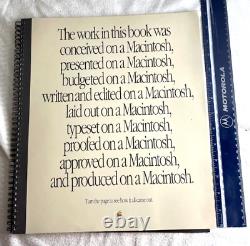 The work in this book was
conceived on a Macintosh,
presented on a Macintosh,
budgeted on a Macintosh,
written and edited on a Macintosh,
laid out on a Macintosh,
typeset on a Macintosh,
proofed on a Macintosh,
approved on a Macintosh,
and produced on a Macintosh.
Turn the page to see how it all came out.
MOTOROLA